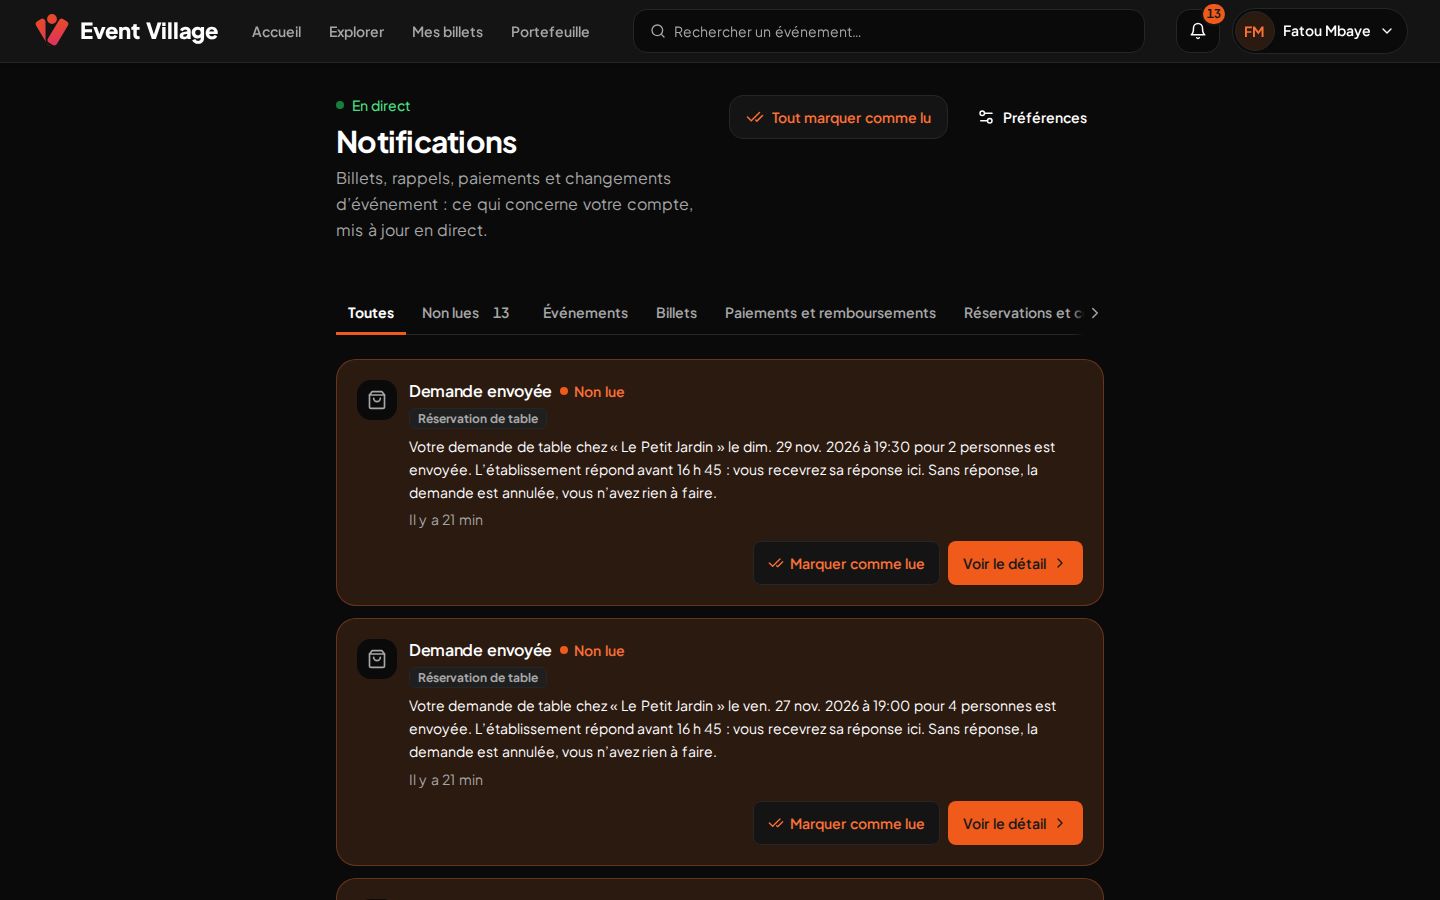 Event Village
Accueil
Explorer
Mes billets
Portefeuille
Rechercher un événement…
13
FM
Fatou Mbaye
En direct
Notifications
Billets, rappels, paiements et changements
d’événement : ce qui concerne votre compte,
mis à jour en direct.
Tout marquer comme lu
Préférences
Toutes
Non lues 13
Événements
Billets
Paiements et remboursements
Réservations et c
Demande envoyée
Non lue
Réservation de table
Votre demande de table chez « Le Petit Jardin » le dim. 29 nov. 2026 à 19:30 pour 2 personnes est
envoyée. L’établissement répond avant 16 h 45 : vous recevrez sa réponse ici. Sans réponse, la
demande est annulée, vous n’avez rien à faire.
Il y a 21 min
Marquer comme lue
Voir le détail
Demande envoyée
Non lue
Réservation de table
Votre demande de table chez « Le Petit Jardin » le ven. 27 nov. 2026 à 19:00 pour 4 personnes est
envoyée. L’établissement répond avant 16 h 45 : vous recevrez sa réponse ici. Sans réponse, la
demande est annulée, vous n’avez rien à faire.
Il y a 21 min
Marquer comme lue
Voir le détail